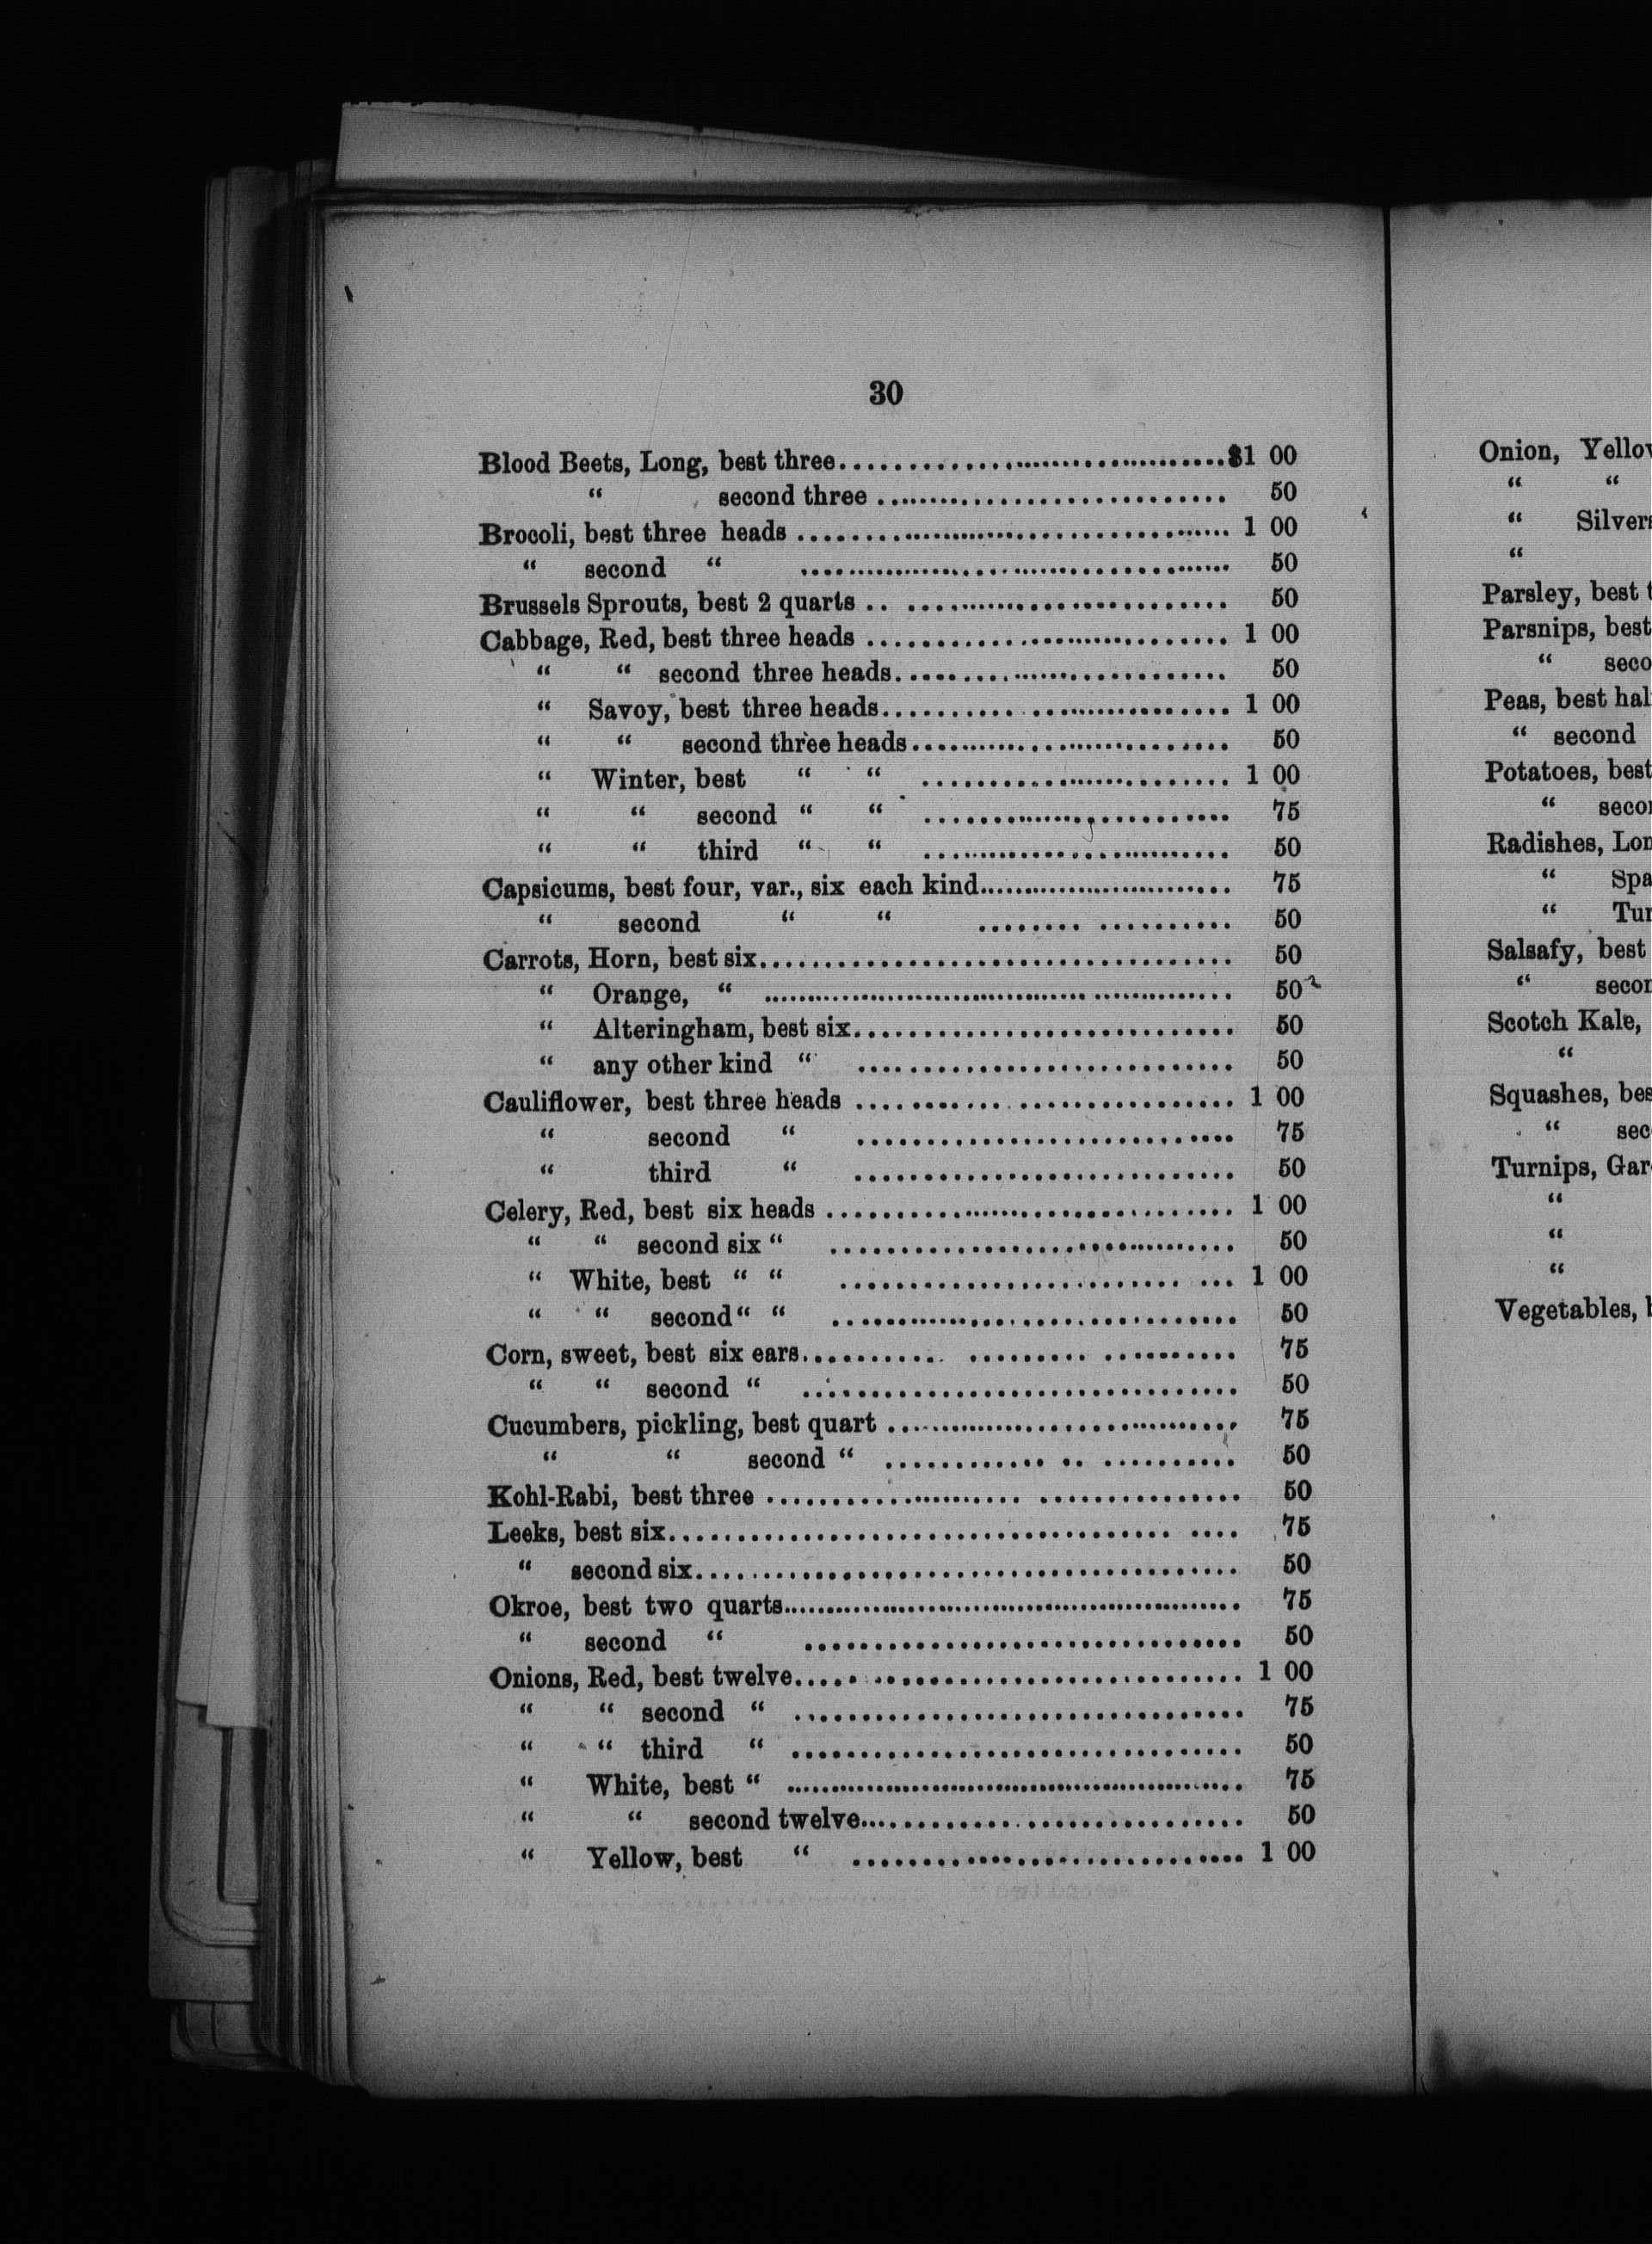 30
Blood Beets, Long, best three........................................$1 00
“ second three ................................ 50
Brocoli, best three heads ........................................ 1 00
“ second “ ........................................ 50
Brussels Sprouts, best 2 quarts .. ................................ 50
Cabbage, Red, best three heads ................................ 1 00
“ “ second three heads................................ 50
“ Savoy, best three heads................................ 1 00
“ “ second three heads................................ 50
“ Winter, best “ “ ................................ 1 00
“ “ second “ “ ................................ 75
“ “ third “ “ ................................ 50
Capsicums, best four, var., six each kind............................ 75
“ second “ “ ........ .......... 50
Carrots, Horn, best six........................................ 50
“ Orange, “ ........................................ 50
“ Alteringham, best six................................ 50
“ any other kind “ ................................ 50
Cauliflower, best three heads ................................ 1 00
“ second “ ................................ 75
“ third “ ................................ 50
Celery, Red, best six heads ................................ 1 00
“ “ second six “ ................................ 50
“ White, best “ “ ............................ ... 1 00
“ “ second “ “ ................................ 50
Corn, sweet, best six ears........... ......... .......... 75
“ “ second “ ................................ 50
Cucumbers, pickling, best quart ................................ 75
“ “ second “ ............ .. .......... 50
Kohl-Rabi, best three .................... ............... 50
Leeks, best six.................................... .... 75
“ second six........................................ 50
Okroe, best two quarts........................................ 75
“ second “ ................................ 50
Onions, Red, best twelve........................................ 1 00
“ “ second “ ................................ 75
“ “ third “ ................................ 50
“ White, best “ ........................................ 75
“ “ second twelve................................ 50
“ Yellow, best “ ................................ 1 00
Onion,
“ “
“
“
Parsley, best
Parsnips, best
“
Peas, best
“ second
Potatoes, best
“
Radishes,
“
“
Salsafy, best
“
Scotch Kale,
“
Squashes,
“
Turnips,
“
“
“
Vegetables,